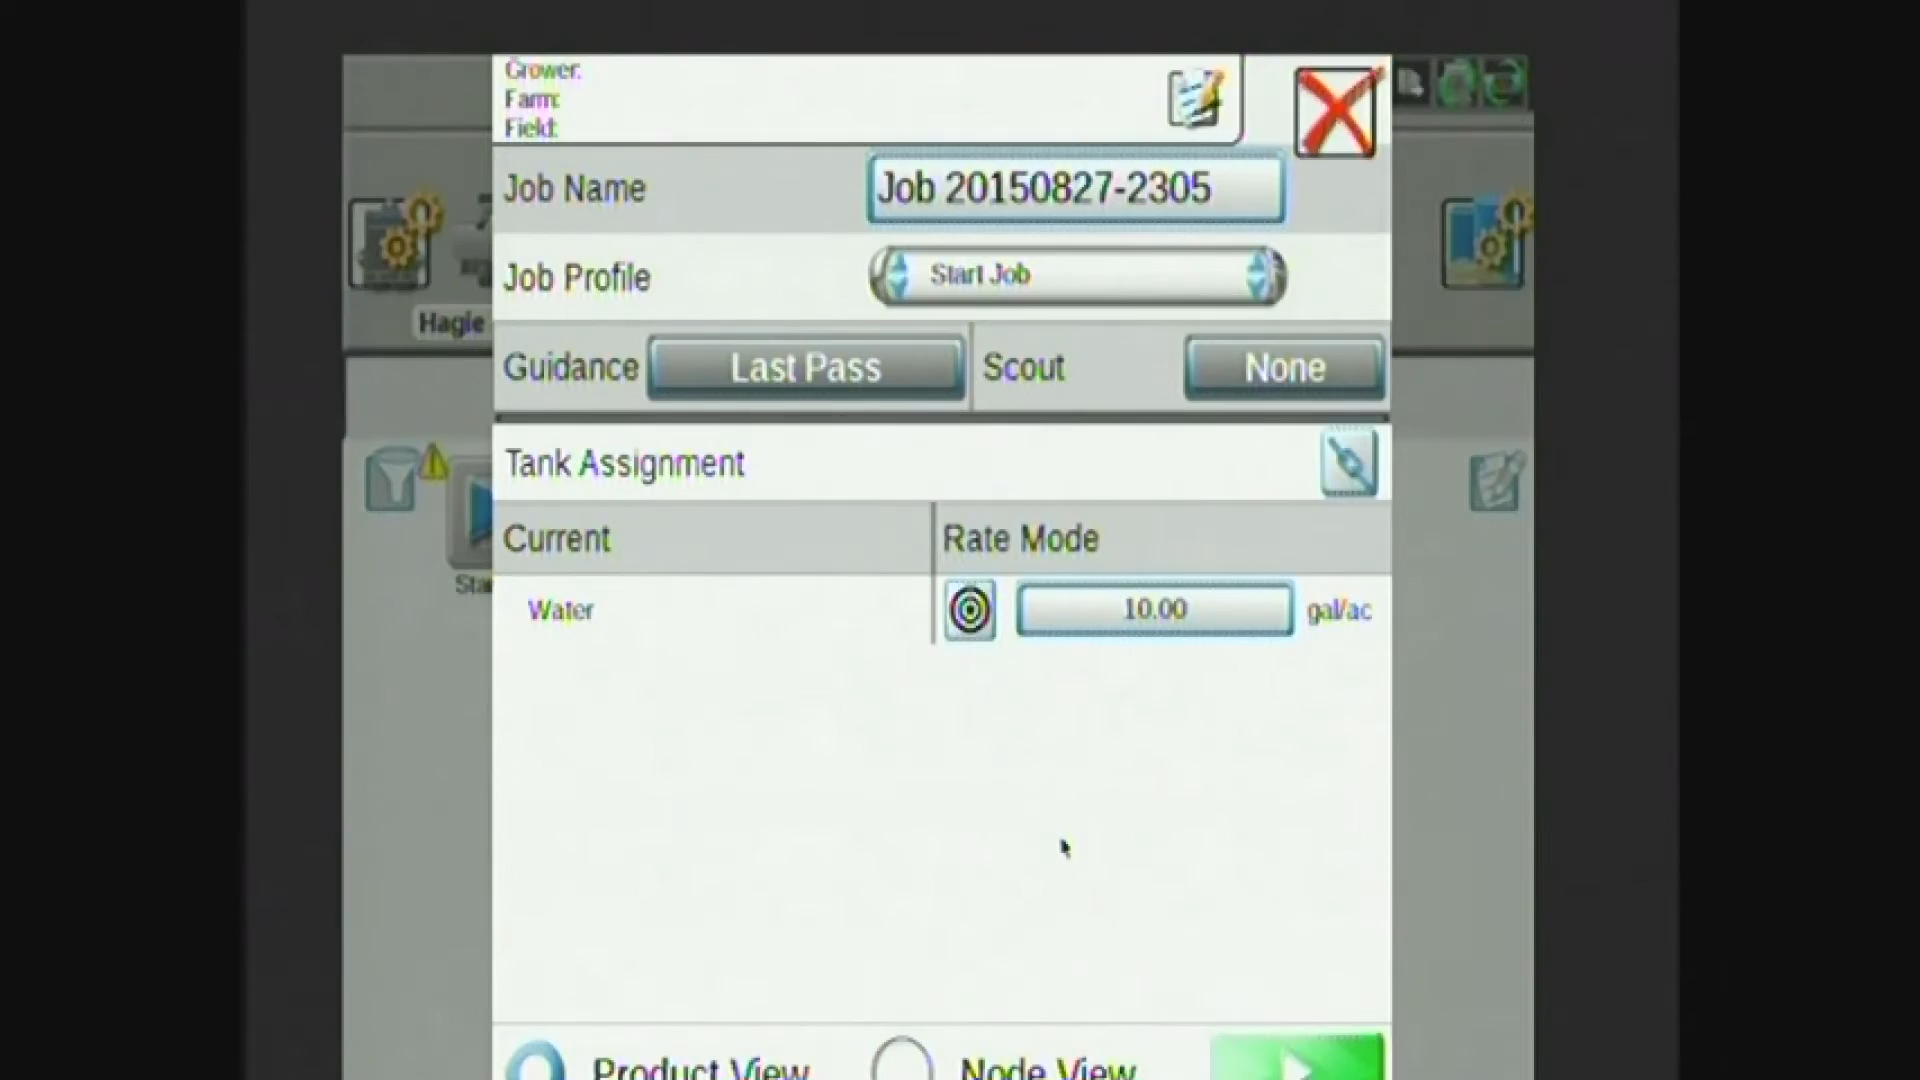 Grower:
Farm:
Field:
Job Name
Job 20150827-2305
Job Profile
Start Job
Hagie
Guidance
Last Pass
Scout
None
Tank Assignment
Current
Rate Mode
Water
10.00
gal/ac
Product View
Node View